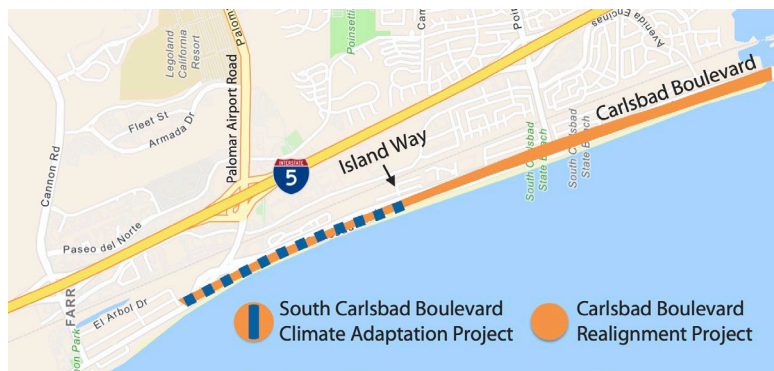 Legoland
California
Resort
Palomar Airport Road
Fleet St
Armada Dr
Cannon Rd
Paseo del Norte
FARR
El Arbol Dr
INTERSTATE
5
Island Way
Poinsettia
Avenida Encinas
Carlsbad Boulevard
South Carlsbad
State Beach
South Carlsbad
State Beach
South Carlsbad Boulevard
Climate Adaptation Project
Carlsbad Boulevard
Realignment Project